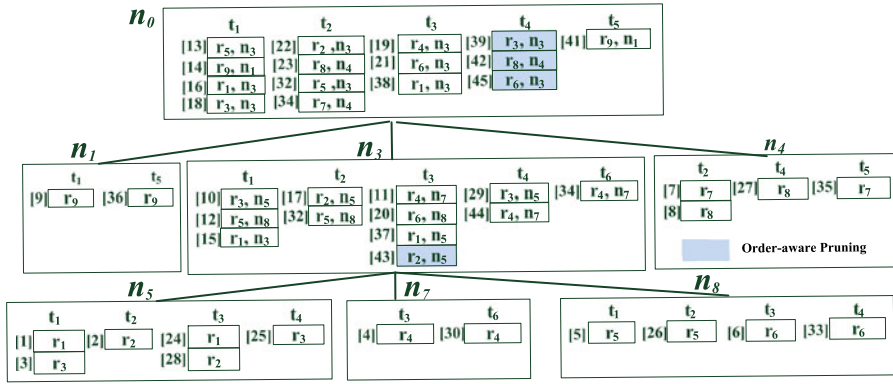 n0
t1 t2 t3 t4 t5
[13] r5, n3 [22] r2 ,n3 [19] r4, n3 [39] r3, n3 [41] r9, n1
[14] r9, n1 [23] r8, n4 [21] r6, n3 [42] r8, n4
[16] r1, n3 [32] r5 ,n3 [38] r1, n3 [45] r6, n3
[18] r3, n3 [34] r7, n4
n1 n3 n4
t1 t5
[9] r9 [36] r9
t1 t2 t3 t4 t6
[10] r3, n5 [17] r2, n5 [11] r4, n7 [29] r3, n5 [34] r4, n7
[12] r5, n8 [32] r5, n8 [20] r6, n8 [44] r4, n7
[15] r1, n3 [37] r1, n5
[43] r2, n5
t2 t4 t5
[7] r7 [27] r8 [35] r7
[8] r8
Order-aware Pruning
n5 n7 n8
t1 t2 t3 t4
[1] r1 [2] r2 [24] r1 [25] r3
[3] r3 [28] r2
t3 t6
[4] r4 [30] r4
t1 t2 t3 t4
[5] r5 [26] r5 [6] r6 [33] r6